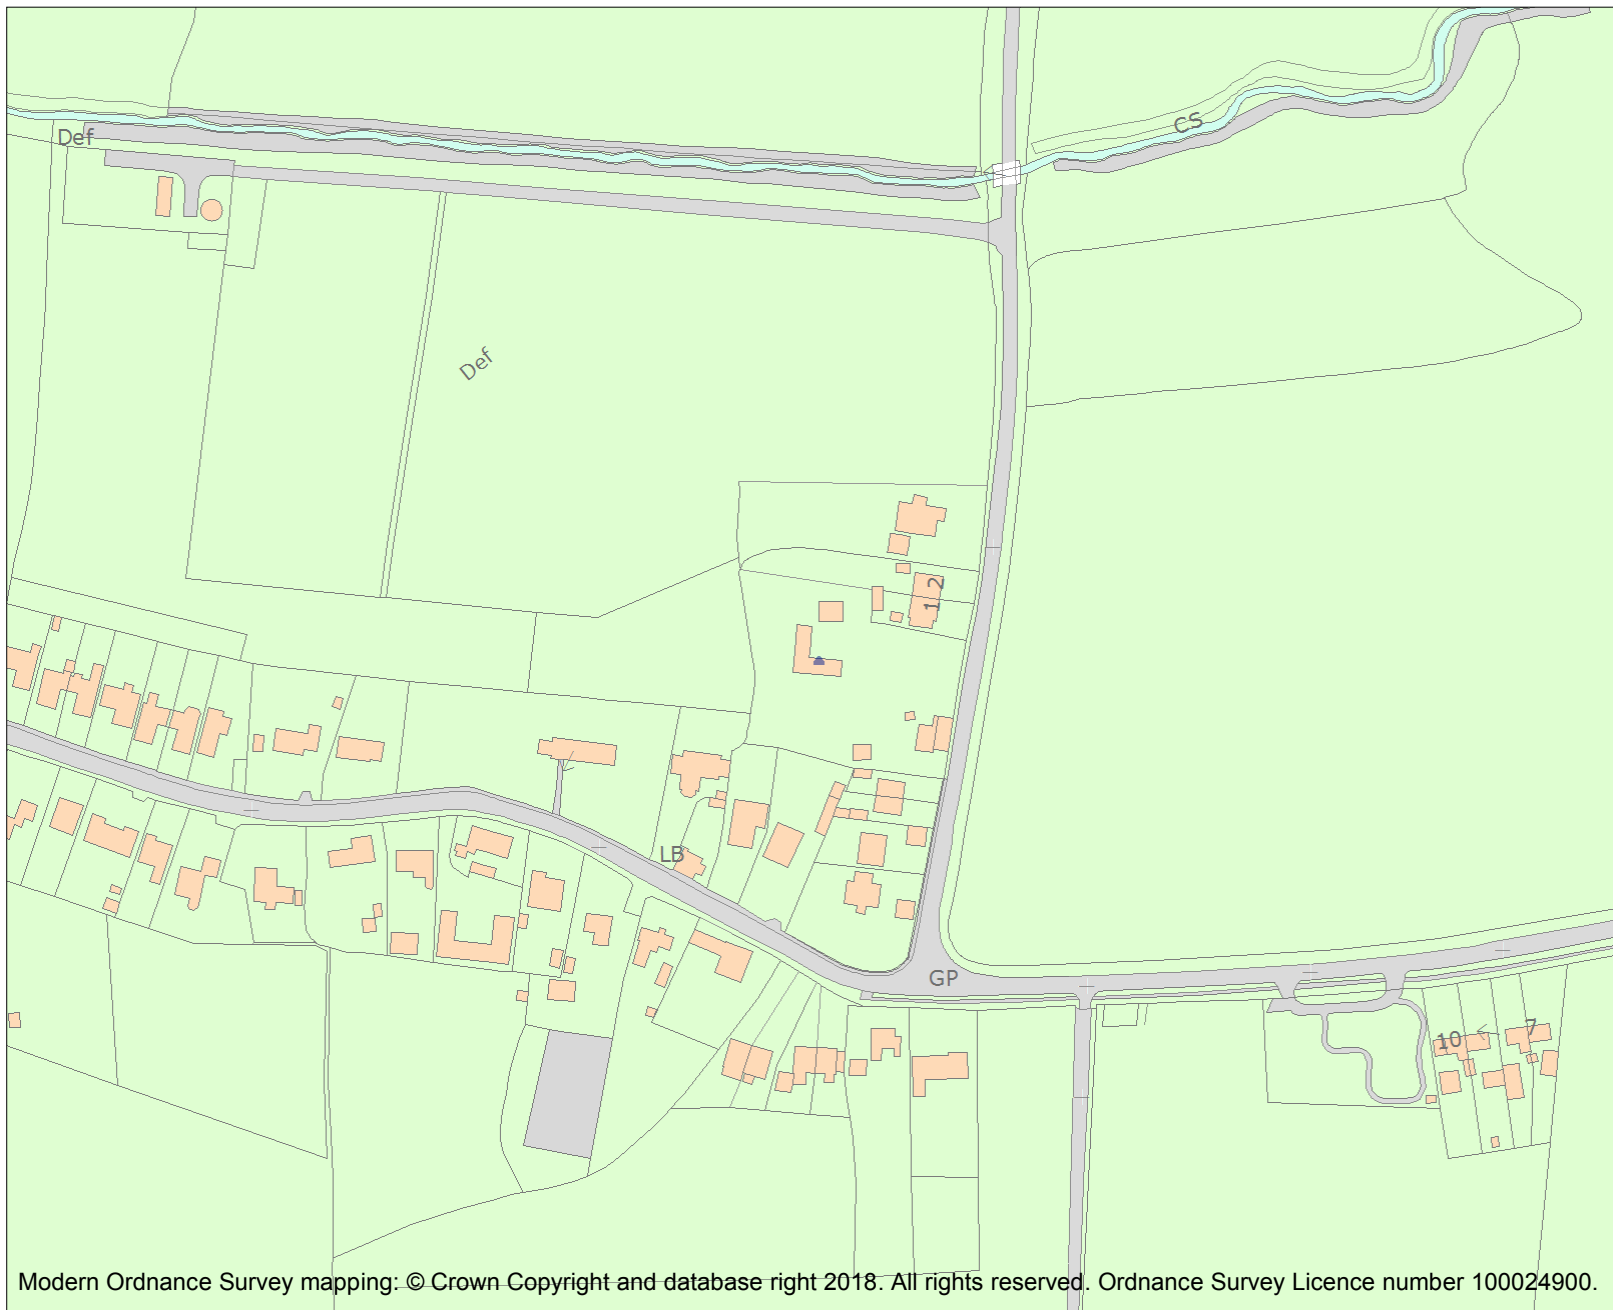 CS
Def
Def
2
1
LB
GP
7
10
Modern Ordnance Survey mapping: © Crown Copyright and database right 2018. All rights reserved. Ordnance Survey Licence number 100024900.